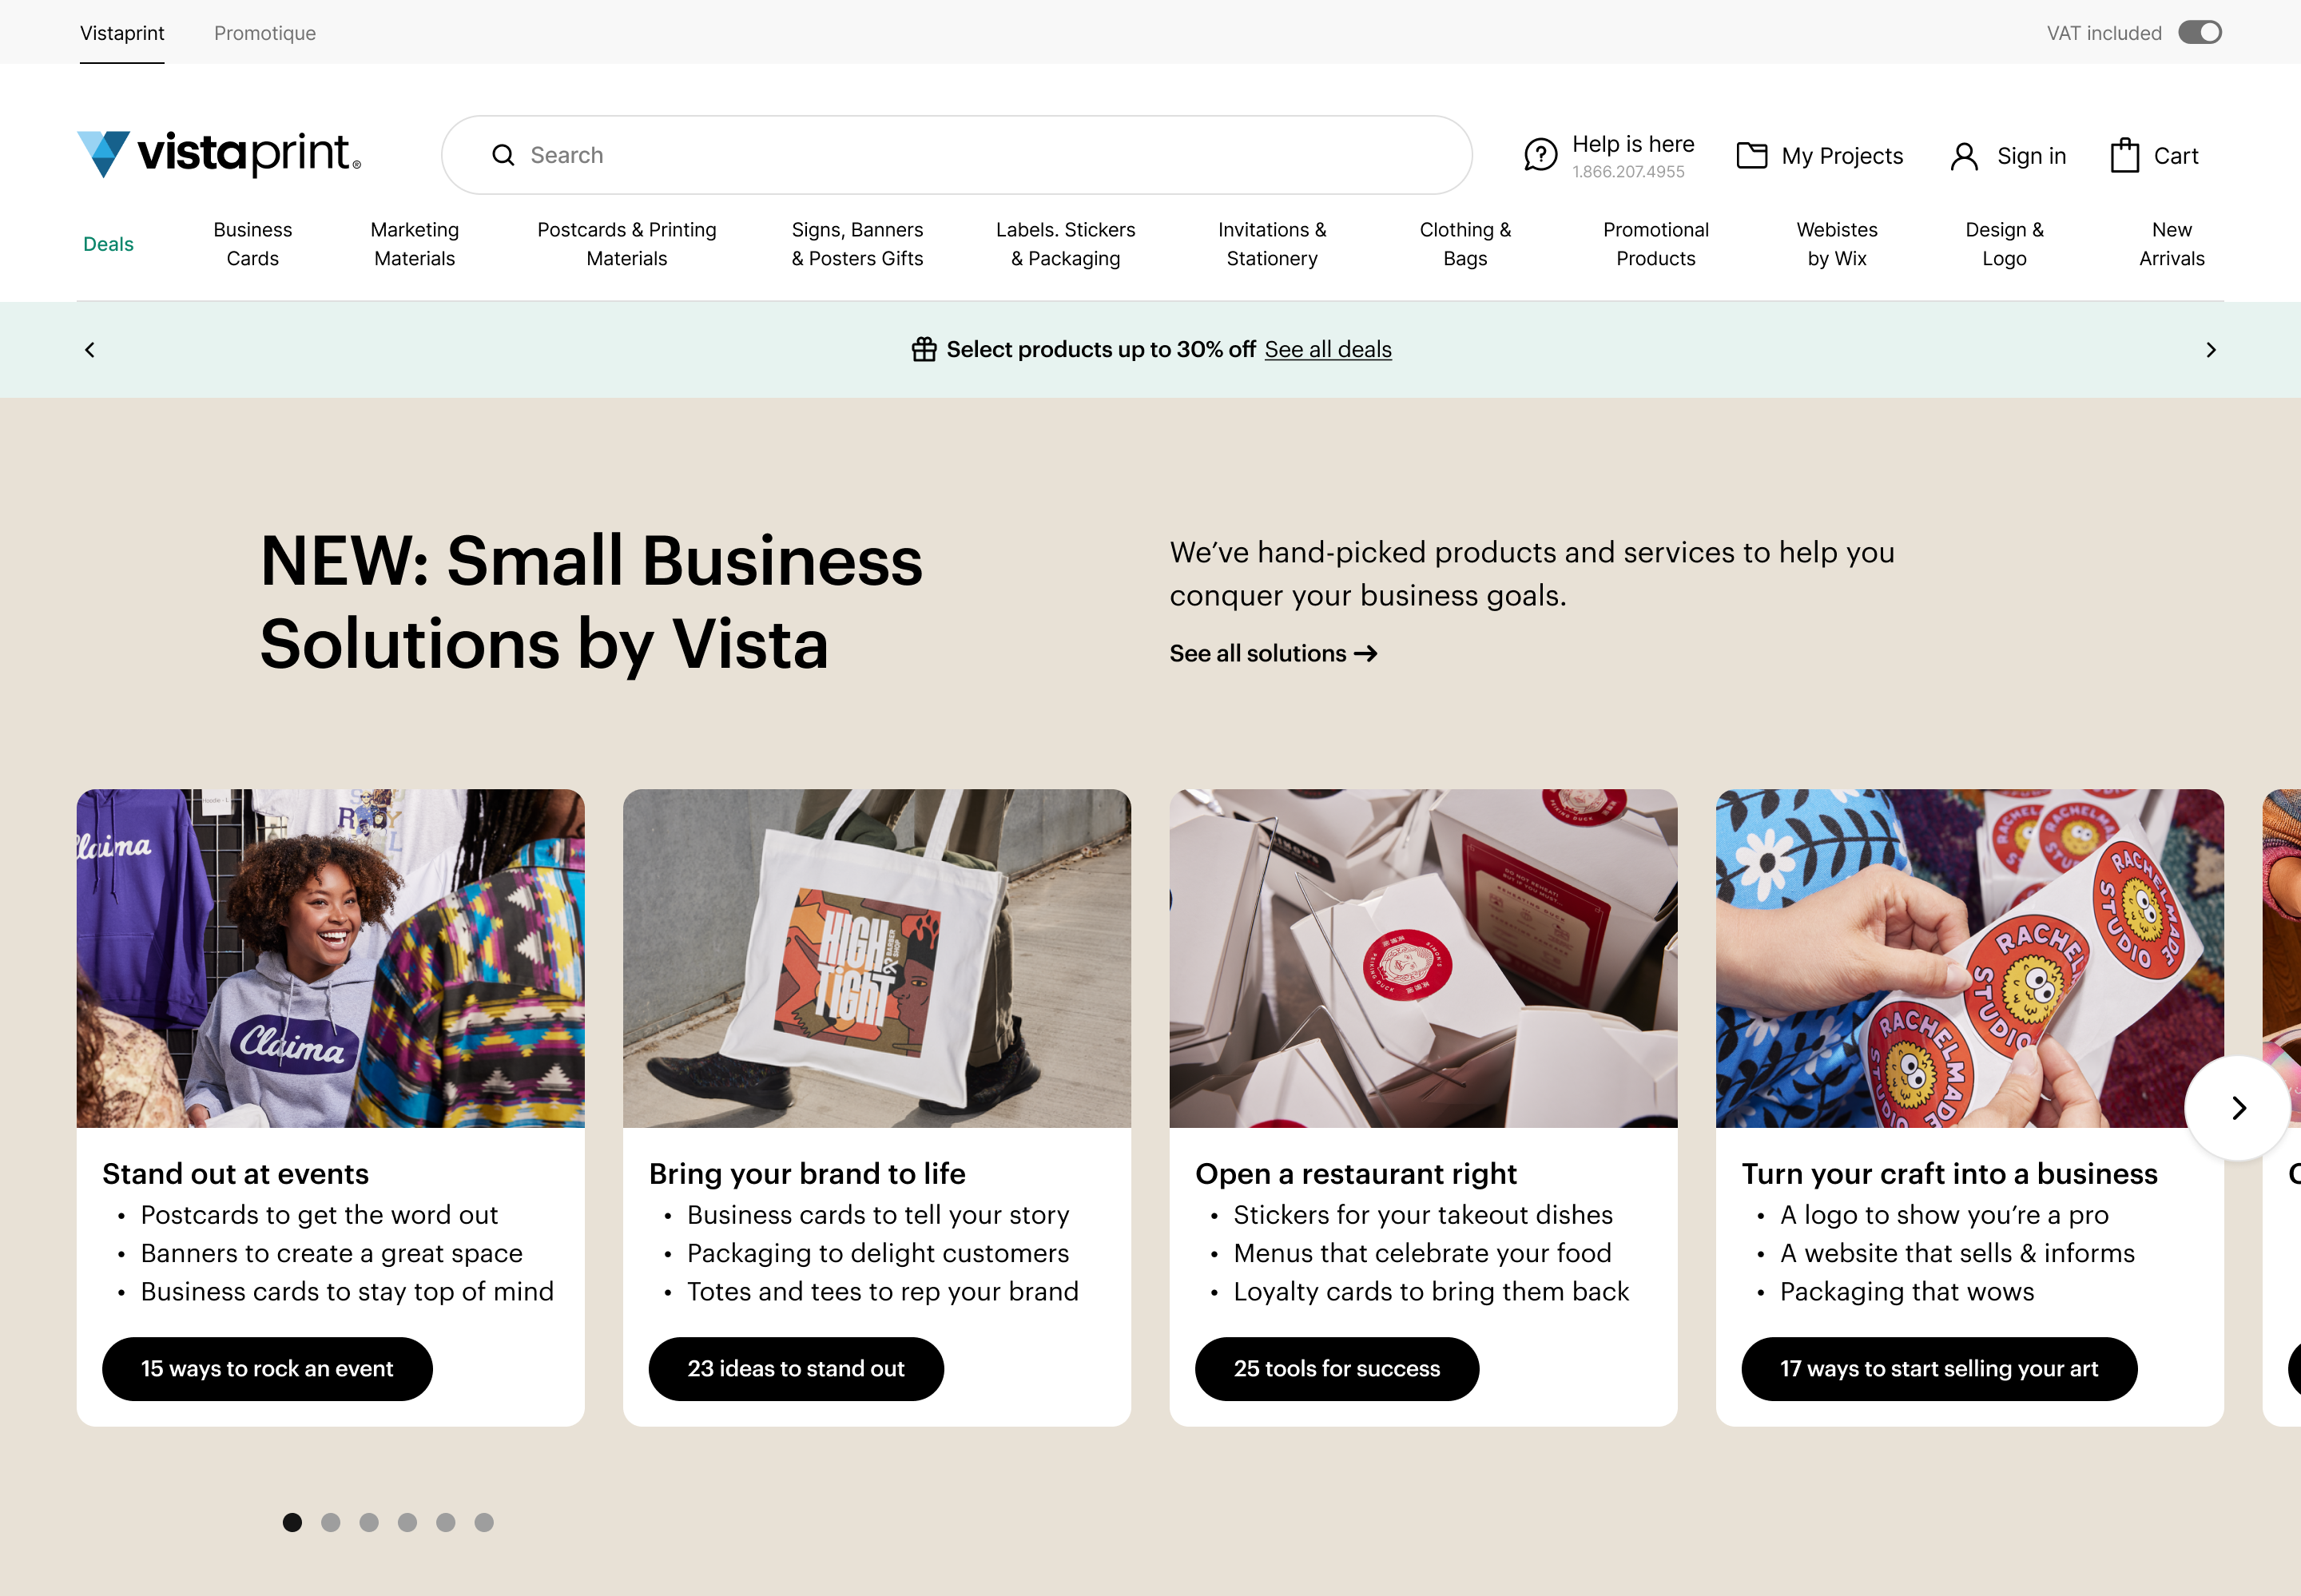 Vistaprint
Promotique
VAT included
vistaprint®
Search
Help is here
1.866.207.4955
My Projects
Sign in
Cart
Deals
Business
Cards
Marketing
Materials
Postcards & Printing
Materials
Signs, Banners
& Posters Gifts
Labels. Stickers
& Packaging
Invitations &
Stationery
Clothing &
Bags
Promotional
Products
Webistes
by Wix
Design &
Logo
New
Arrivals
Select products up to 30% off See all deals
NEW: Small Business
Solutions by Vista
We’ve hand-picked products and services to help you
conquer your business goals.
See all solutions →
Claima
Claima
Stand out at events
• Postcards to get the word out
• Banners to create a great space
• Business cards to stay top of mind
15 ways to rock an event
HIGH
TIGHT
BARBER
SHOP
Bring your brand to life
• Business cards to tell your story
• Packaging to delight customers
• Totes and tees to rep your brand
23 ideas to stand out
SIMON'S
PEKING DUCK
Open a restaurant right
• Stickers for your takeout dishes
• Menus that celebrate your food
• Loyalty cards to bring them back
25 tools for success
RACHELMADE
STUDIO
RACHEL
STUDIO
RACHELMADE
STUDIO
Turn your craft into a business
• A logo to show you’re a pro
• A website that sells & informs
• Packaging that wows
17 ways to start selling your art